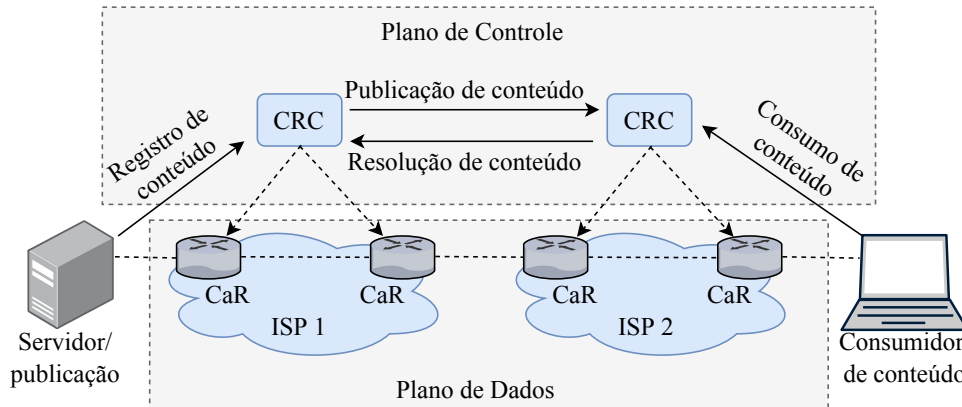 Plano de Controle
Publicação de conteúdo
CRC
CRC
Resolução de conteúdo
Registro de
conteúdo
Consumo de
conteúdo
CaR
CaR
CaR
CaR
ISP 1
ISP 2
Servidor/
publicação
Consumidor
de conteúdo
Plano de Dados